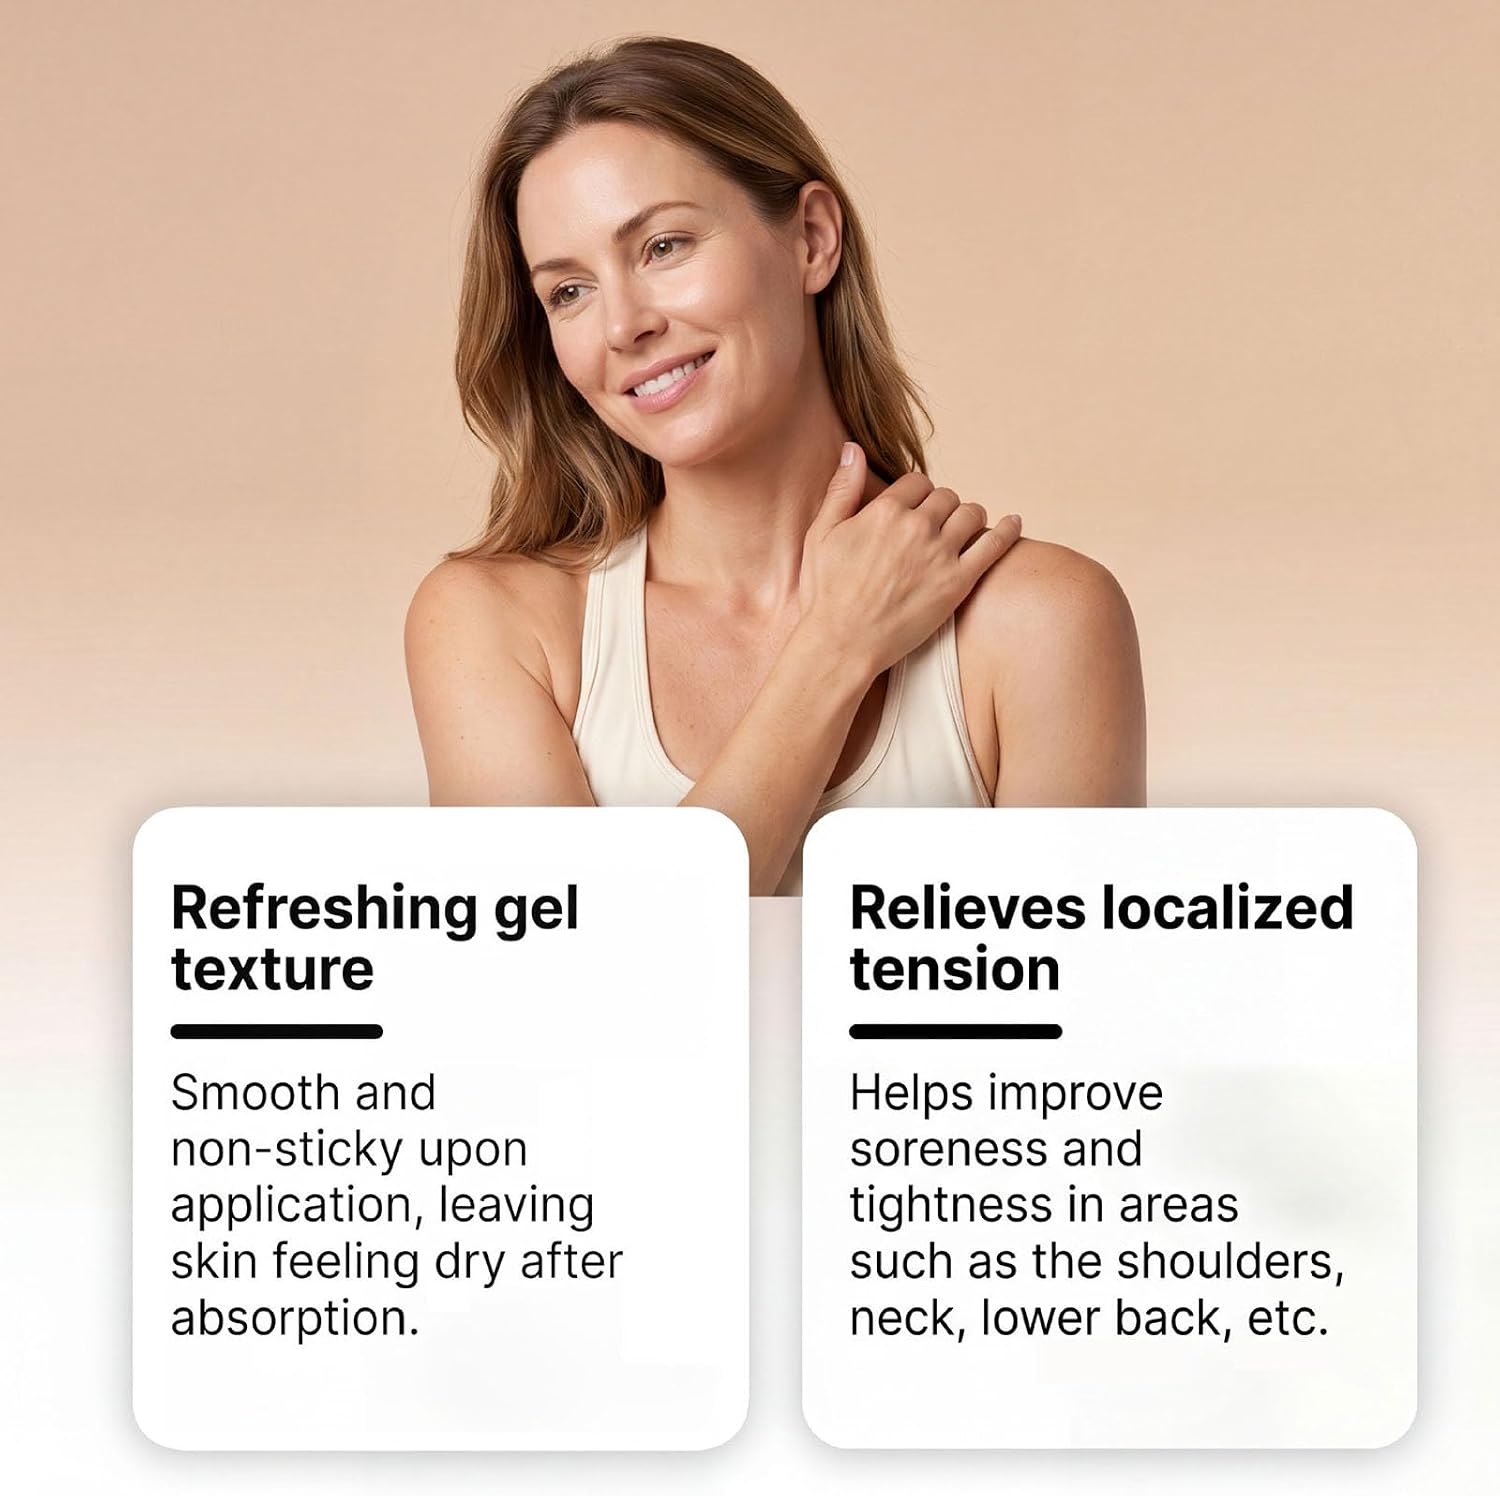 Refreshing gel
texture
Smooth and
non-sticky upon
application, leaving
skin feeling dry after
absorption.
Relieves localized
tension
Helps improve
soreness and
tightness in areas
such as the shoulders,
neck, lower back, etc.